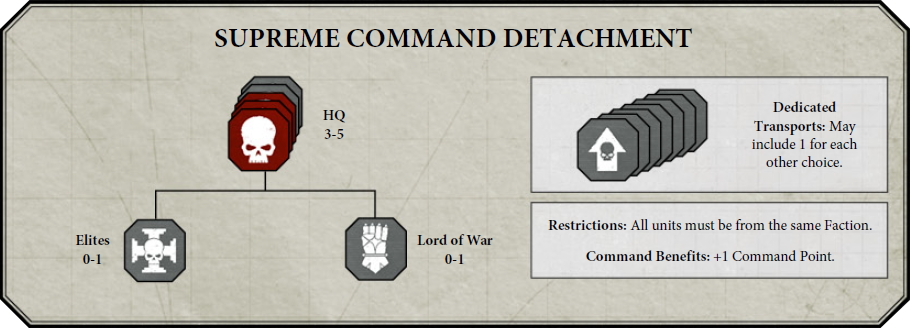 SUPREME COMMAND DETACHMENT
HQ
3-5
Elites
0-1
Lord of War
0-1
Dedicated
Transports: May
include 1 for each
other choice.
Restrictions: All units must be from the same Faction.
Command Benefits: +1 Command Point.